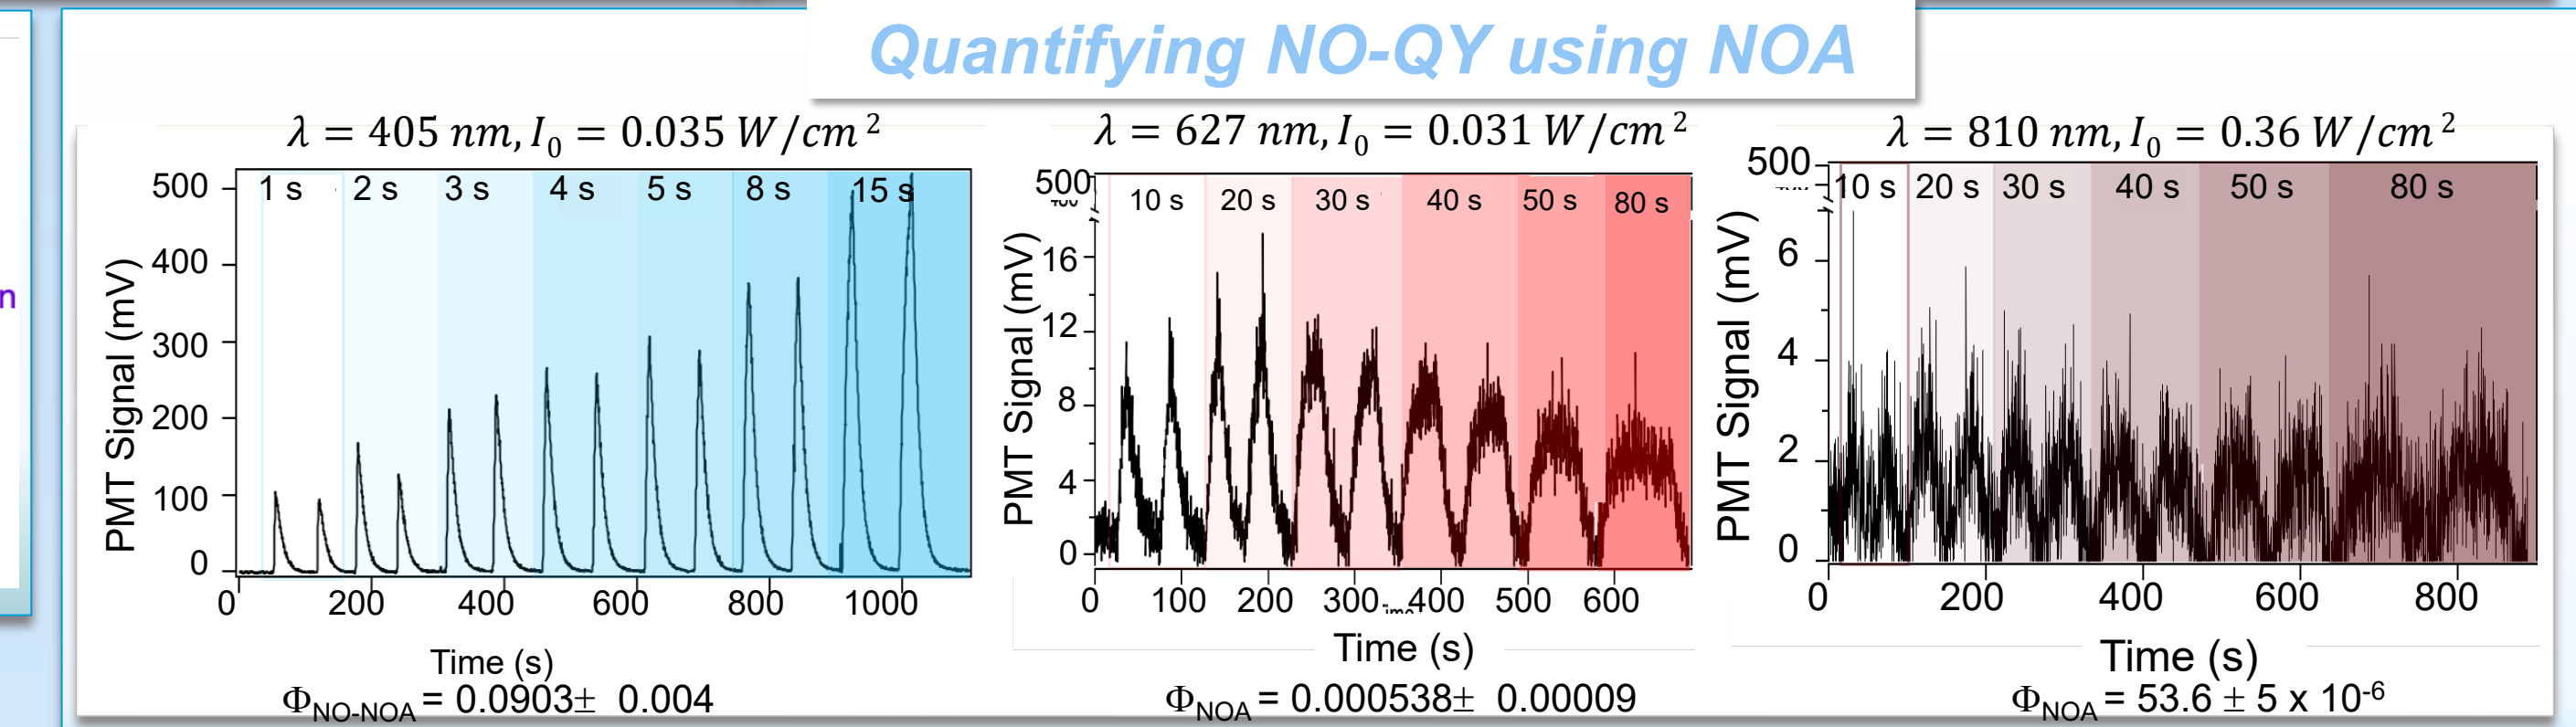 n
Quantifying NO-QY using NOA
λ = 405 nm, I₀ = 0.035 W/cm²
1 s 2 s 3 s 4 s 5 s 8 s 15 s
500
400
300
200
100
0
PMT Signal (mV)
0 200 400 600 800 1000
Time (s)
Φ_NO-NOA = 0.0903± 0.004
λ = 627 nm, I₀ = 0.031 W/cm²
10 s 20 s 30 s 40 s 50 s 80 s
500
16
12
8
4
0
PMT Signal (mV)
0 100 200 300 400 500 600
Time (s)
Φ_NOA = 0.000538± 0.00009
λ = 810 nm, I₀ = 0.36 W/cm²
10 s 20 s 30 s 40 s 50 s 80 s
500
6
4
2
0
PMT Signal (mV)
0 200 400 600 800
Time (s)
Φ_NOA = 53.6 ± 5 x 10⁻⁶